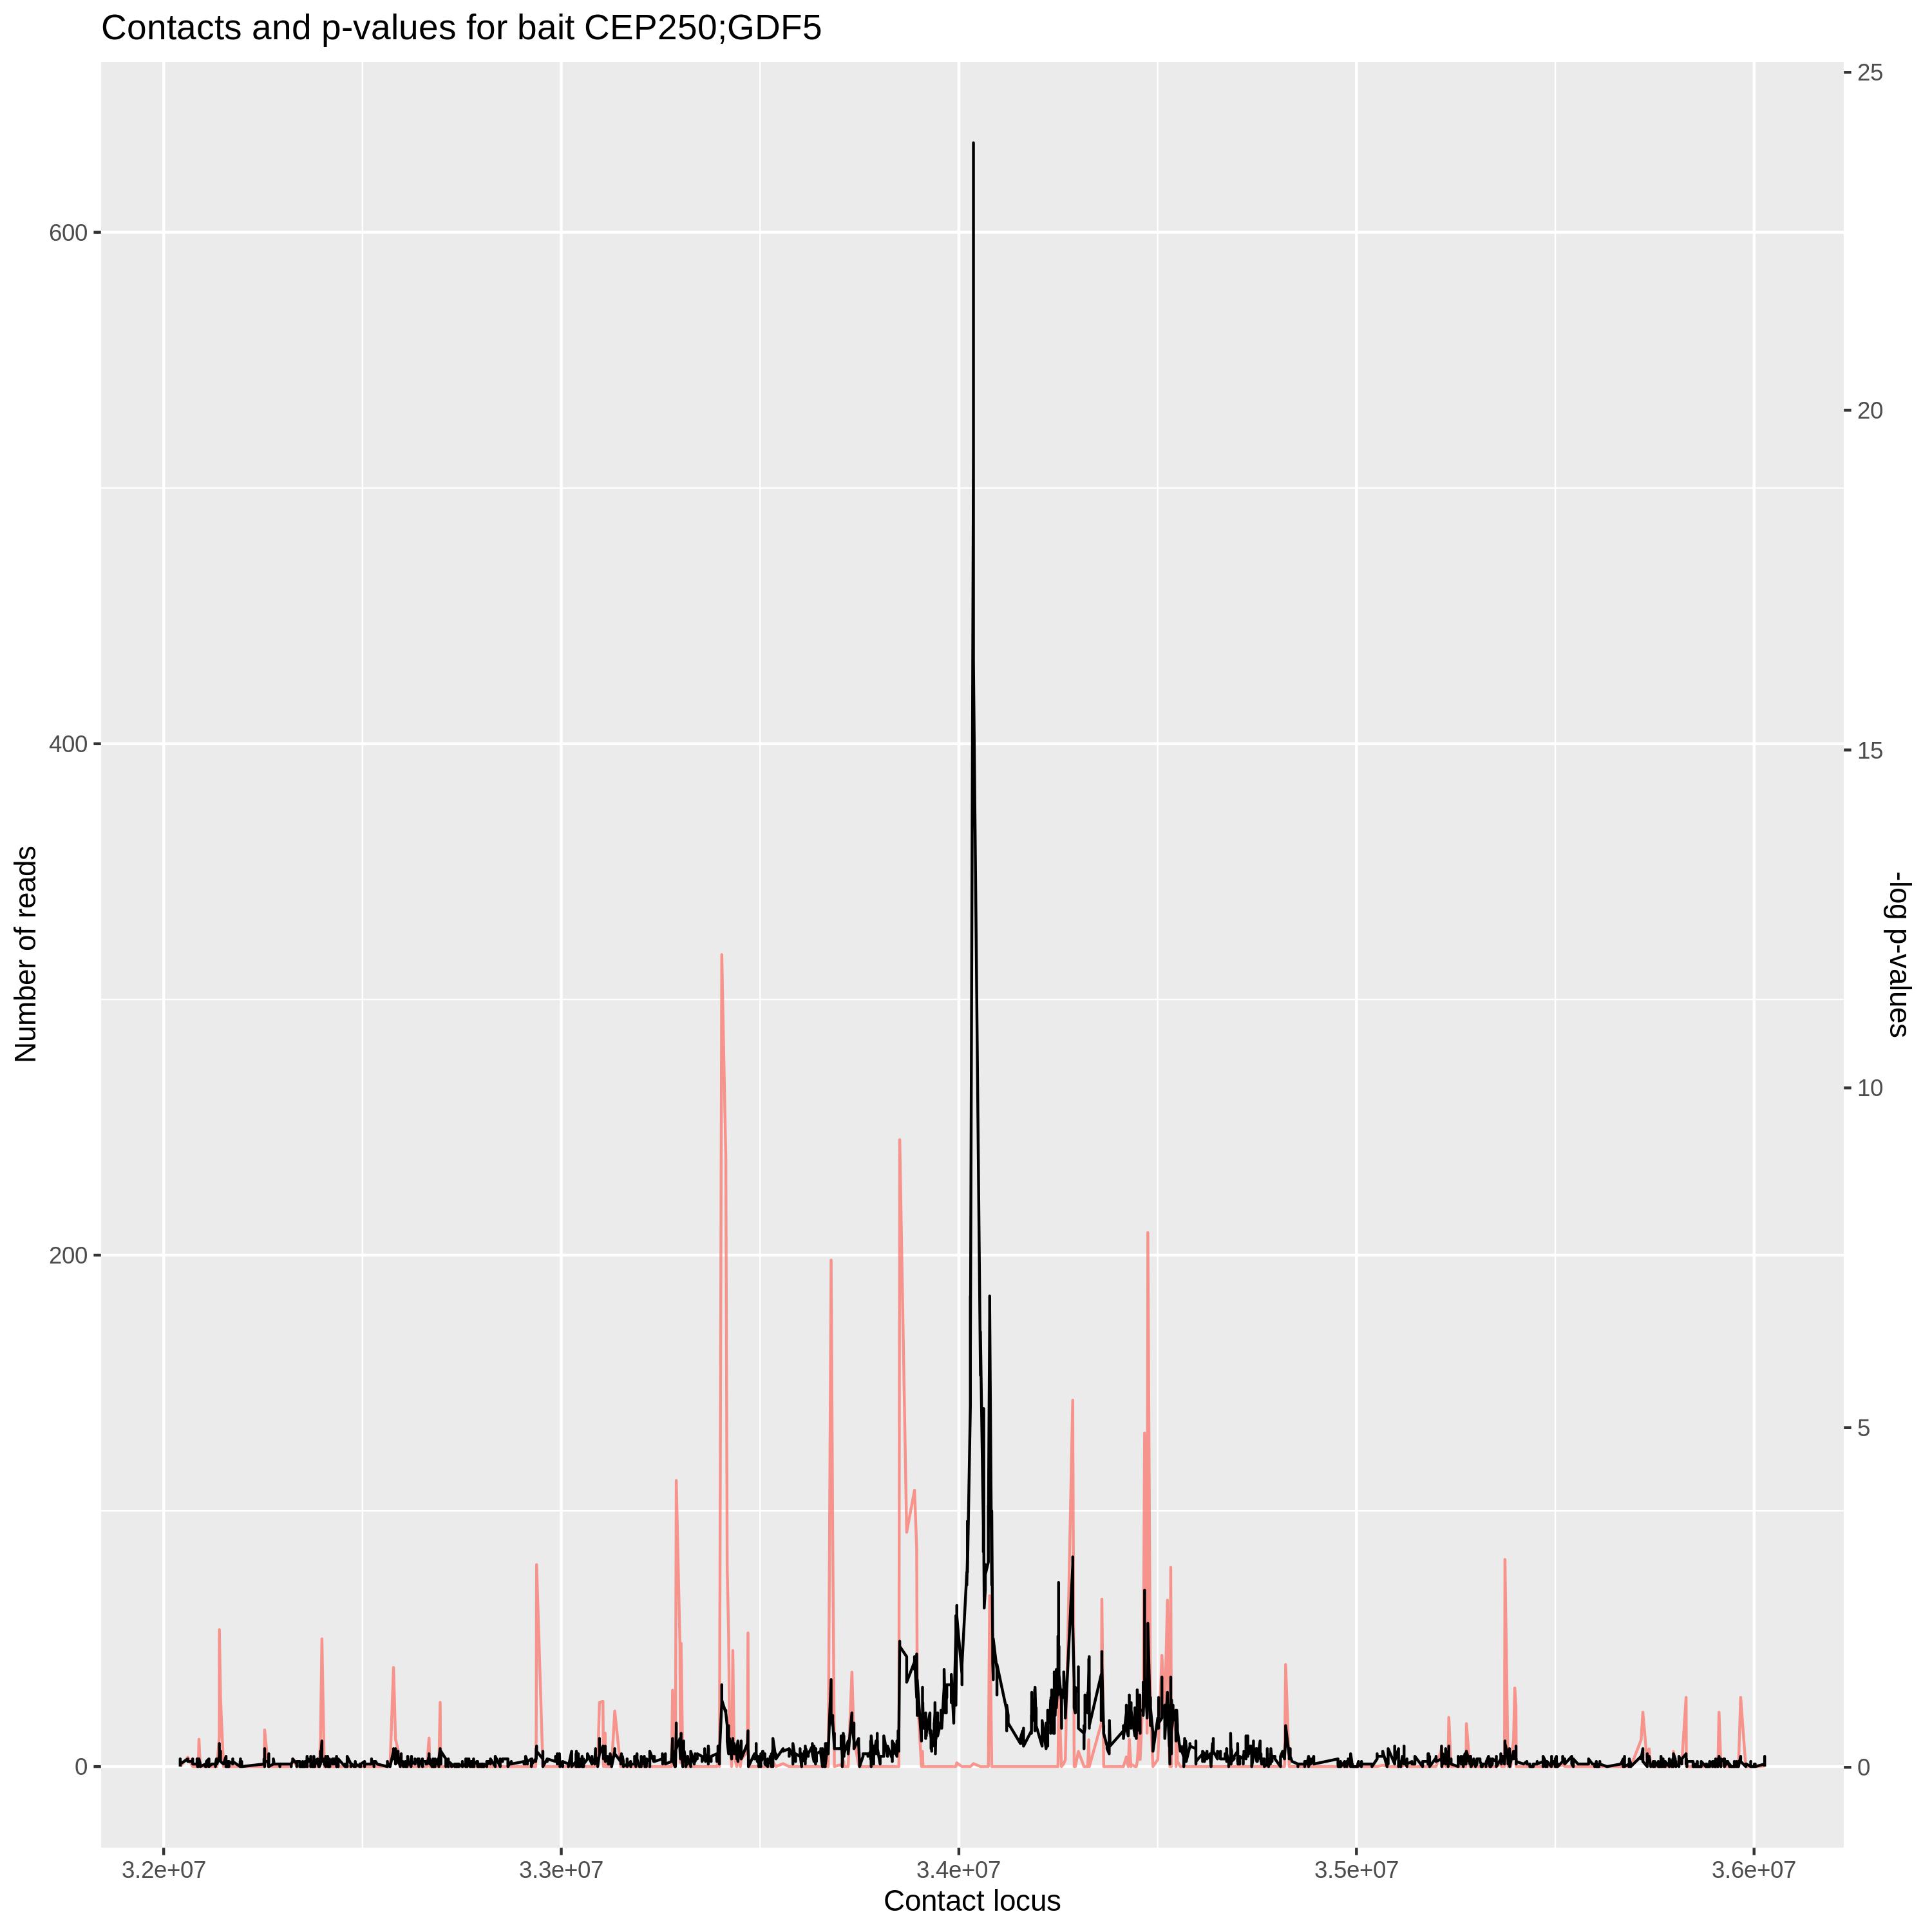 Contacts and p-values for bait CEP250;GDF5
Number of reads
600
400
200
0
25
20
15
10
5
0
-log p-values
3.2e+07
3.3e+07
3.4e+07
3.5e+07
3.6e+07
Contact locus